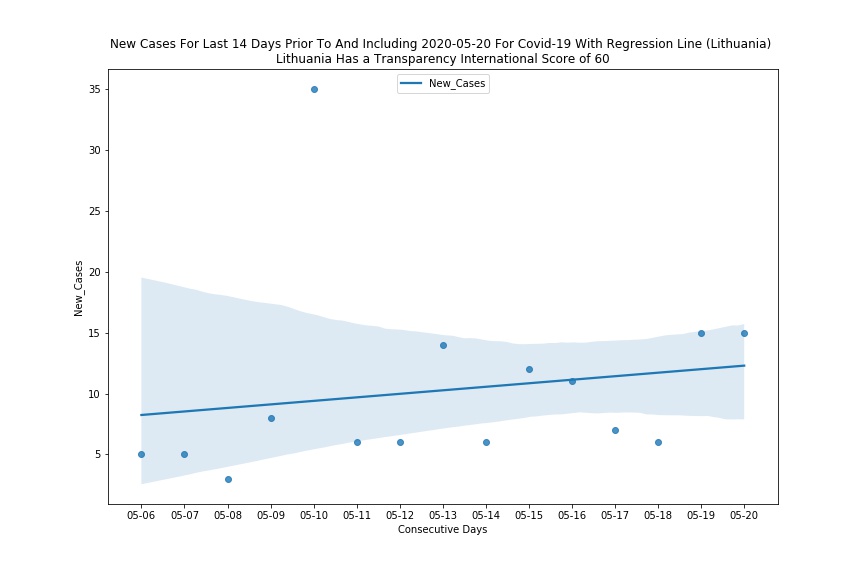 New Cases For Last 14 Days Prior To And Including 2020-05-20 For Covid-19 With Regression Line (Lithuania)
Lithuania Has a Transparency International Score of 60
New_Cases
35
30
25
20
15
10
5
New_Cases
05-06 05-07 05-08 05-09 05-10 05-11 05-12 05-13 05-14 05-15 05-16 05-17 05-18 05-19 05-20
Consecutive Days